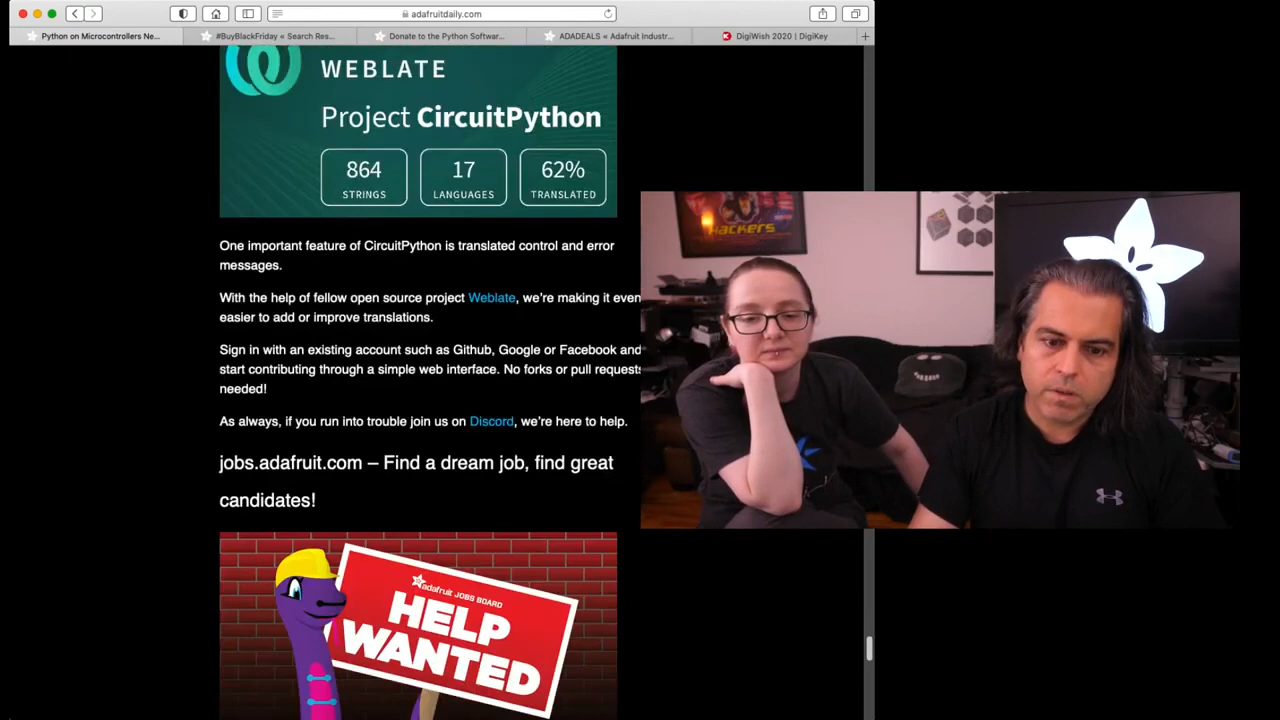 adafruitdaily.com
Python on Microcontrollers Ne...
#BuyBlackFriday « Search Res...
Donate to the Python Softwar...
ADADEALS « Adafruit Industr...
DigiWish 2020 | DigiKey
WEBLATE
Project CircuitPython
864
17
62%
STRINGS
LANGUAGES
TRANSLATED
One important feature of CircuitPython is translated control and error
messages.
With the help of fellow open source project Weblate, we're making it even
easier to add or improve translations.
Sign in with an existing account such as Github, Google or Facebook and
start contributing through a simple web interface. No forks or pull requests
needed!
As always, if you run into trouble join us on Discord, we're here to help.
jobs.adafruit.com – Find a dream job, find great
candidates!
adafruit JOBS BOARD
HELP
WANTED
HACKERS